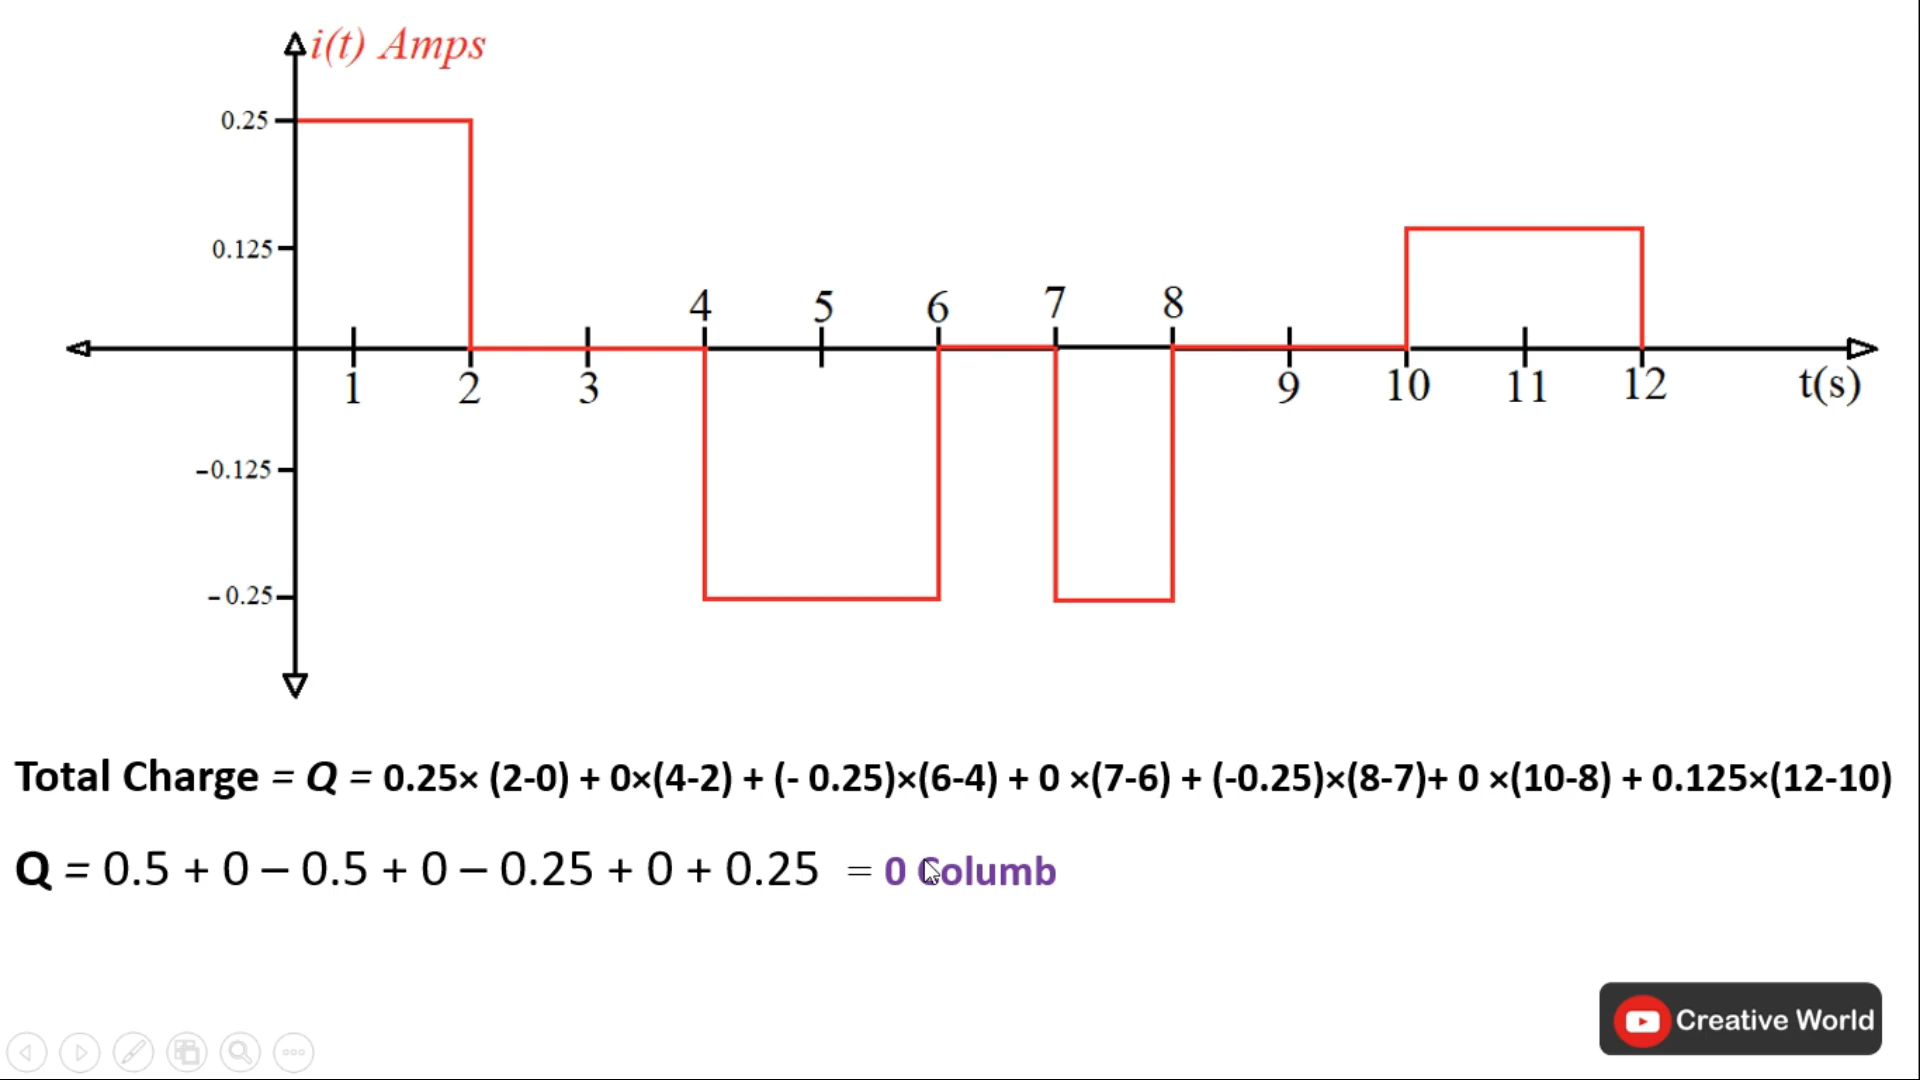 i(t) Amps
0.25
0.125
4 5 6 7 8
1 2 3 9 10 11 12 t(s)
-0.125
- 0.25
Total Charge = Q = 0.25× (2-0) + 0×(4-2) + (- 0.25)×(6-4) + 0 ×(7-6) + (-0.25)×(8-7)+ 0 ×(10-8) + 0.125×(12-10)
Q = 0.5 + 0 – 0.5 + 0 – 0.25 + 0 + 0.25 = 0 Columb
Creative World